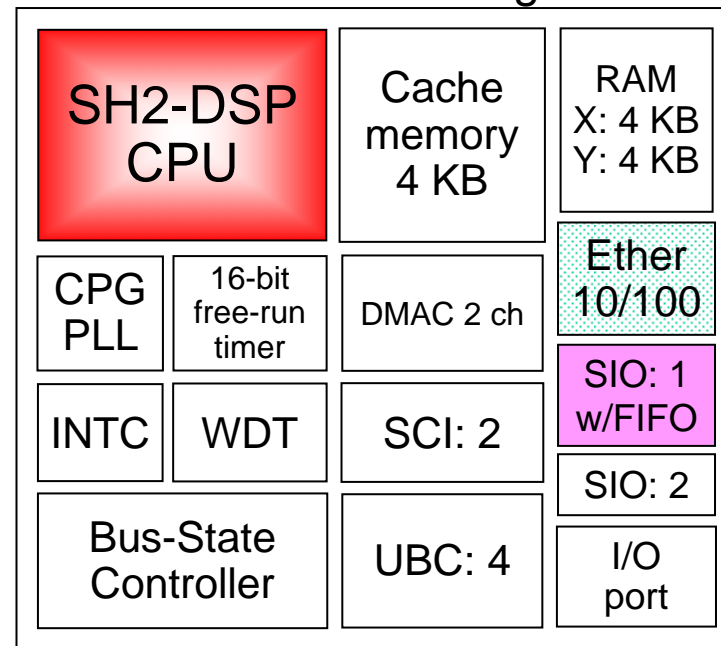 SH2-DSP
CPU
Cache
memory
4 KB
RAM
X: 4 KB
Y: 4 KB
CPG
PLL
16-bit
free-run
timer
DMAC 2 ch
Ether
10/100
INTC
WDT
SCI: 2
SIO: 1
w/FIFO
SIO: 2
Bus-State
Controller
UBC: 4
I/O
port